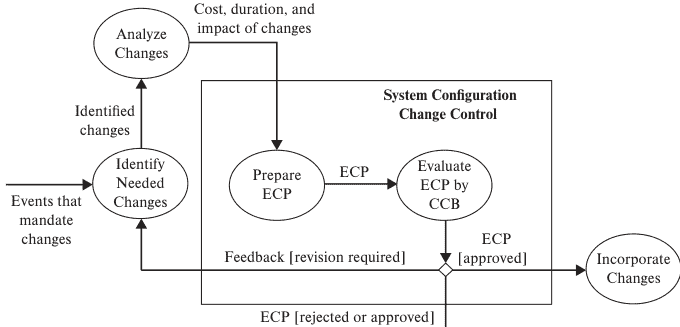 Cost, duration, and
impact of changes
Analyze
Changes
System Configuration
Change Control
Identified
changes
Identify
Needed
Changes
Prepare
ECP
ECP
Evaluate
ECP by
CCB
Events that
mandate
changes
Feedback [revision required]
ECP
[approved]
Incorporate
Changes
ECP [rejected or approved]